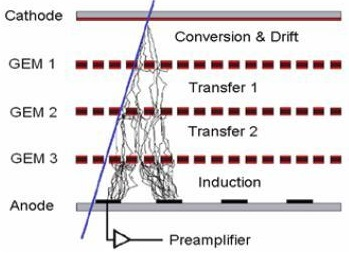 Cathode
Conversion & Drift
GEM 1
Transfer 1
GEM 2
Transfer 2
GEM 3
Induction
Anode
Preamplifier